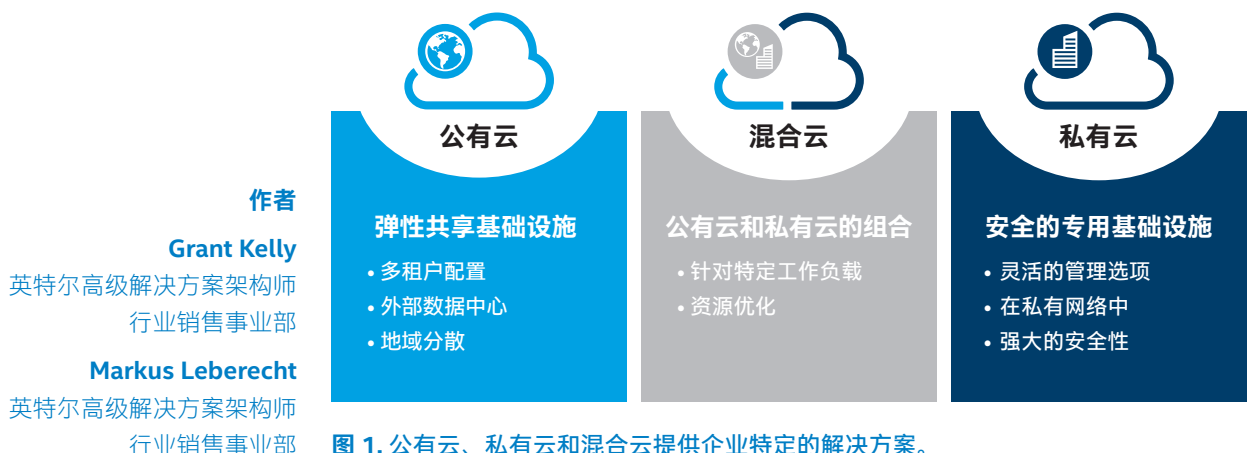 作者
Grant Kelly
英特尔高级解决方案架构师
行业销售事业部
Markus Leberecht
英特尔高级解决方案架构师
行业销售事业部
公有云
弹性共享基础设施
• 多租户配置
• 外部数据中心
• 地域分散
混合云
公有云和私有云的组合
• 针对特定工作负载
• 资源优化
私有云
安全的专用基础设施
• 灵活的管理选项
• 在私有网络中
• 强大的安全性
图 1. 公有云、私有云和混合云提供企业特定的解决方案。